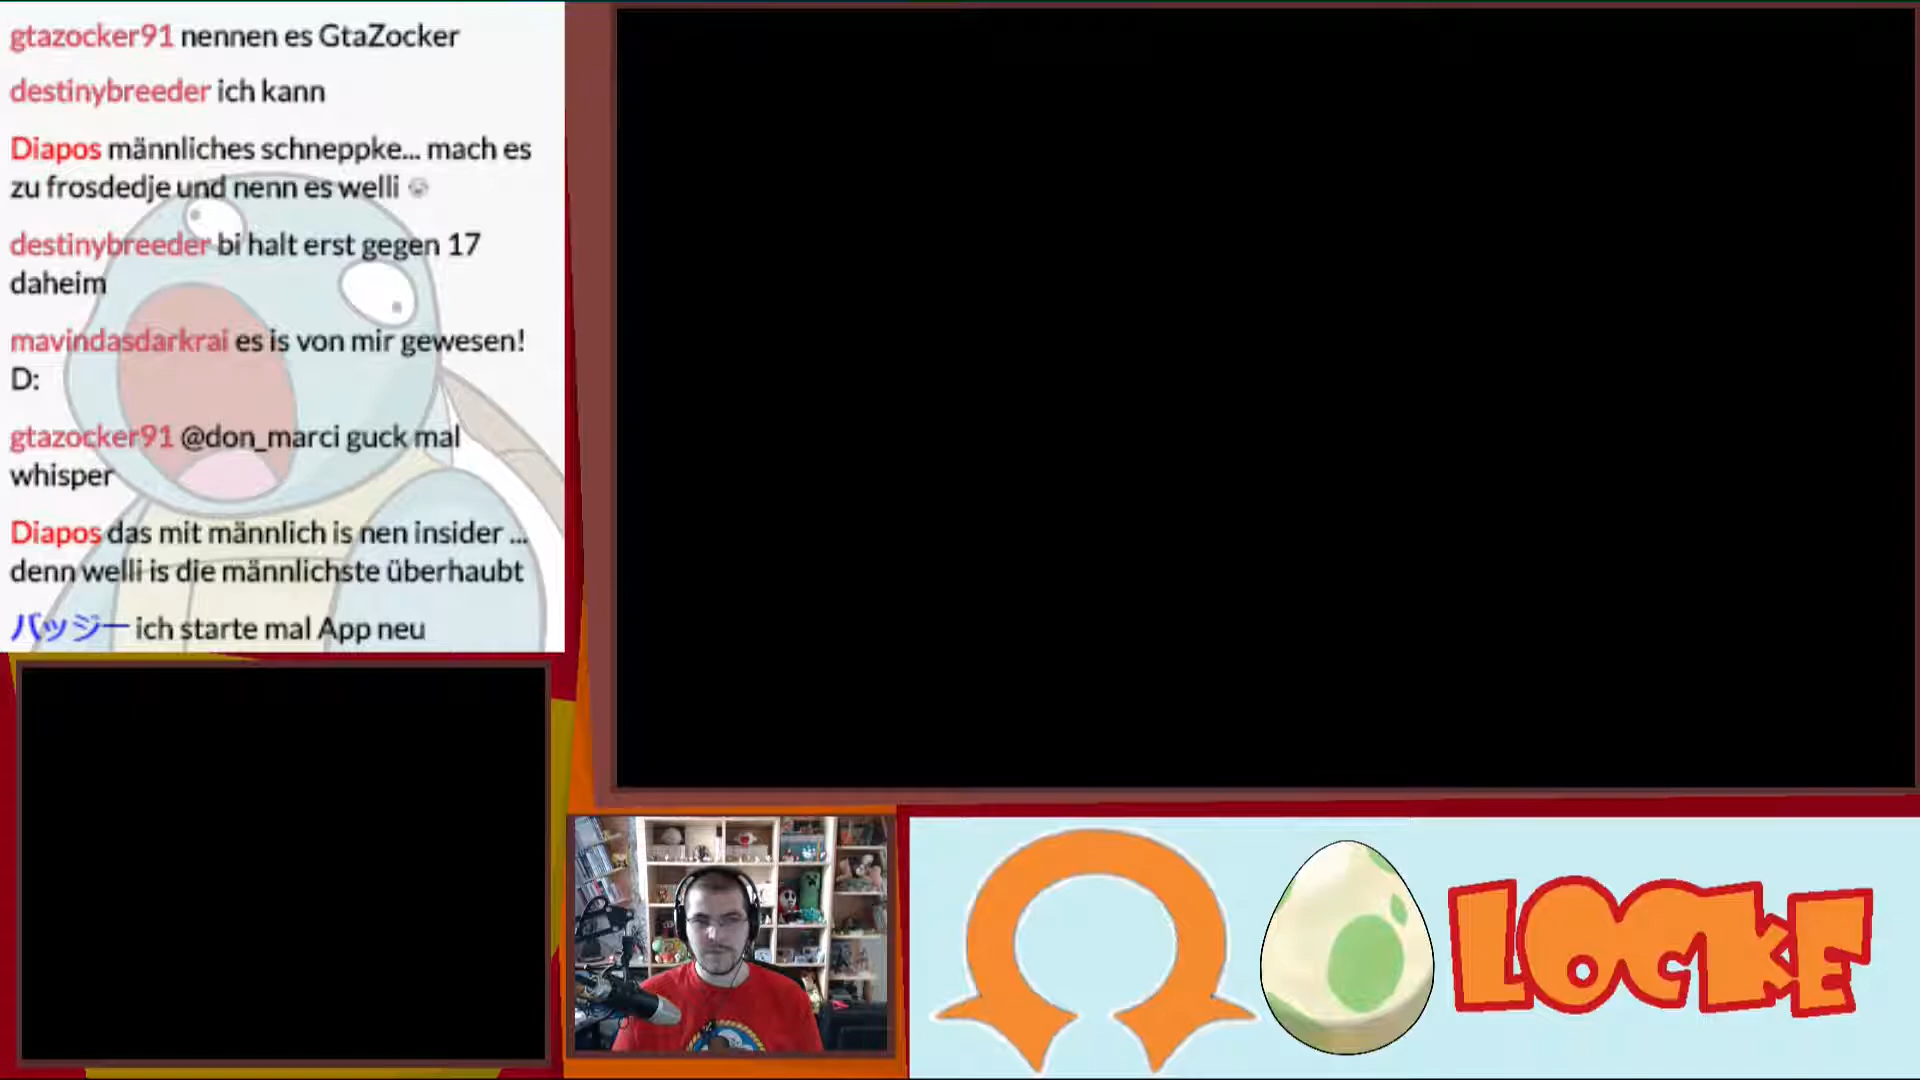 gtazocker91 nennen es GtaZocker
destinybreeder ich kann
Diapos männliches schneppke... mach es
zu frosdedje und nenn es welli
destinybreeder bi halt erst gegen 17
daheim
mavindasdarkrai es is von mir gewesen!
D:
gtazocker91 @don_marci guck mal
whisper
Diapos das mit männlich is nen insider ...
denn welli is die männlichste überhaubt
バッジー ich starte mal App neu
LOCKE